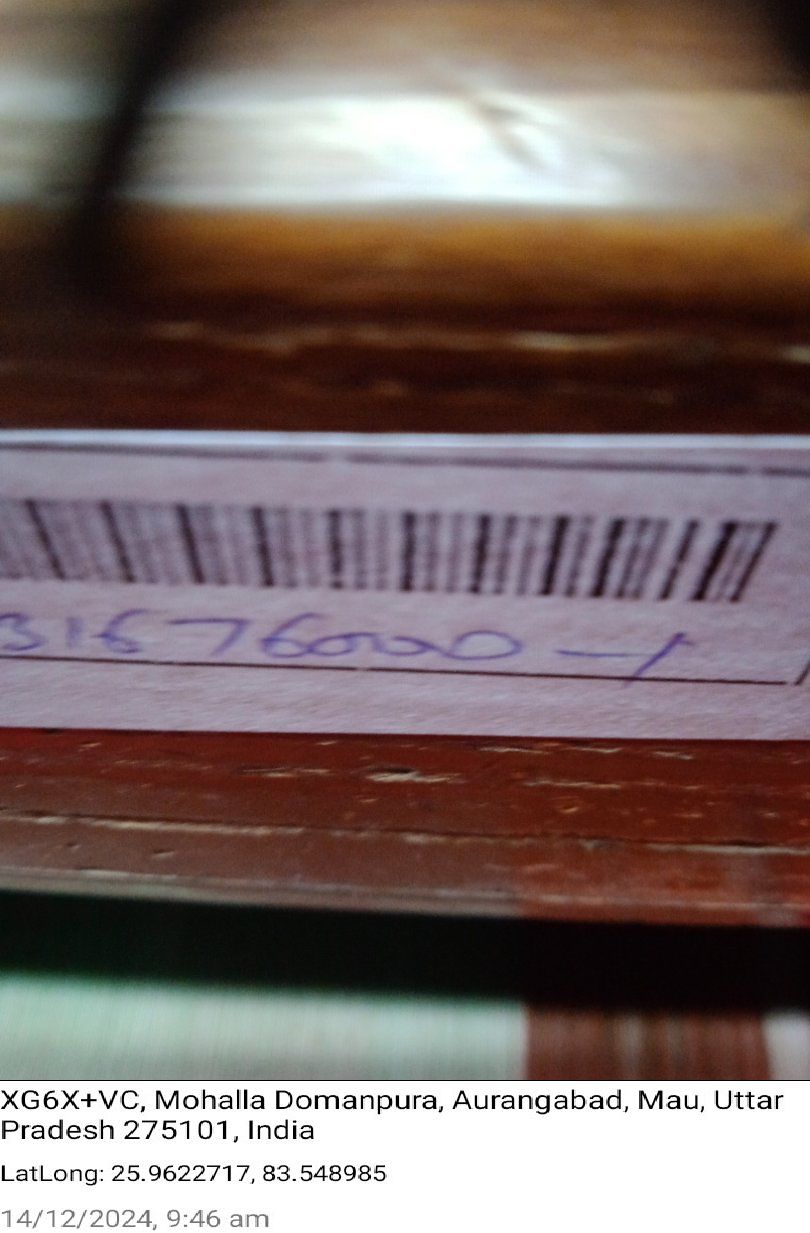 31676000-/
XG6X+VC, Mohalla Domanpura, Aurangabad, Mau, Uttar
Pradesh 275101, India
LatLong: 25.9622717, 83.548985
14/12/2024, 9:46 am